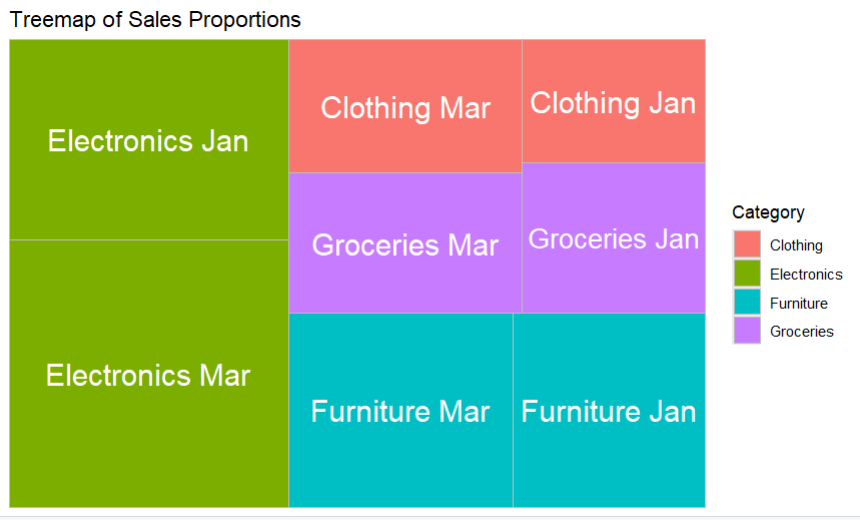 Treemap of Sales Proportions
Electronics Jan
Electronics Mar
Clothing Mar
Clothing Jan
Groceries Mar
Groceries Jan
Furniture Mar
Furniture Jan
Category
Clothing
Electronics
Furniture
Groceries